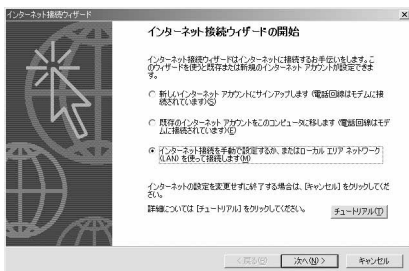 インターネット接続ウィザード
インターネット接続ウィザードの開始
インターネット接続ウィザードはインターネットに接続するお手伝いをします。こ
のウィザードを使うと既存または新規のインターネット アカウントが設定できま
す。
新しいインターネット アカウントにサインアップします (電話回線はモデムに接
続されています)(S)
既存のインターネット アカウントをこのコンピュータに移します (電話回線はモデ
ムに接続されています)(E)
インターネット接続を手動で設定するか、またはローカル エリア ネットワーク
(LAN) を使って接続します(M)
インターネットの設定を変更せずに終了する場合は、[キャンセル] をクリックしてくだ
さい。
詳細については [チュートリアル] をクリックしてください。
チュートリアル(T)
< 戻る(B)
次へ(N) >
キャンセル